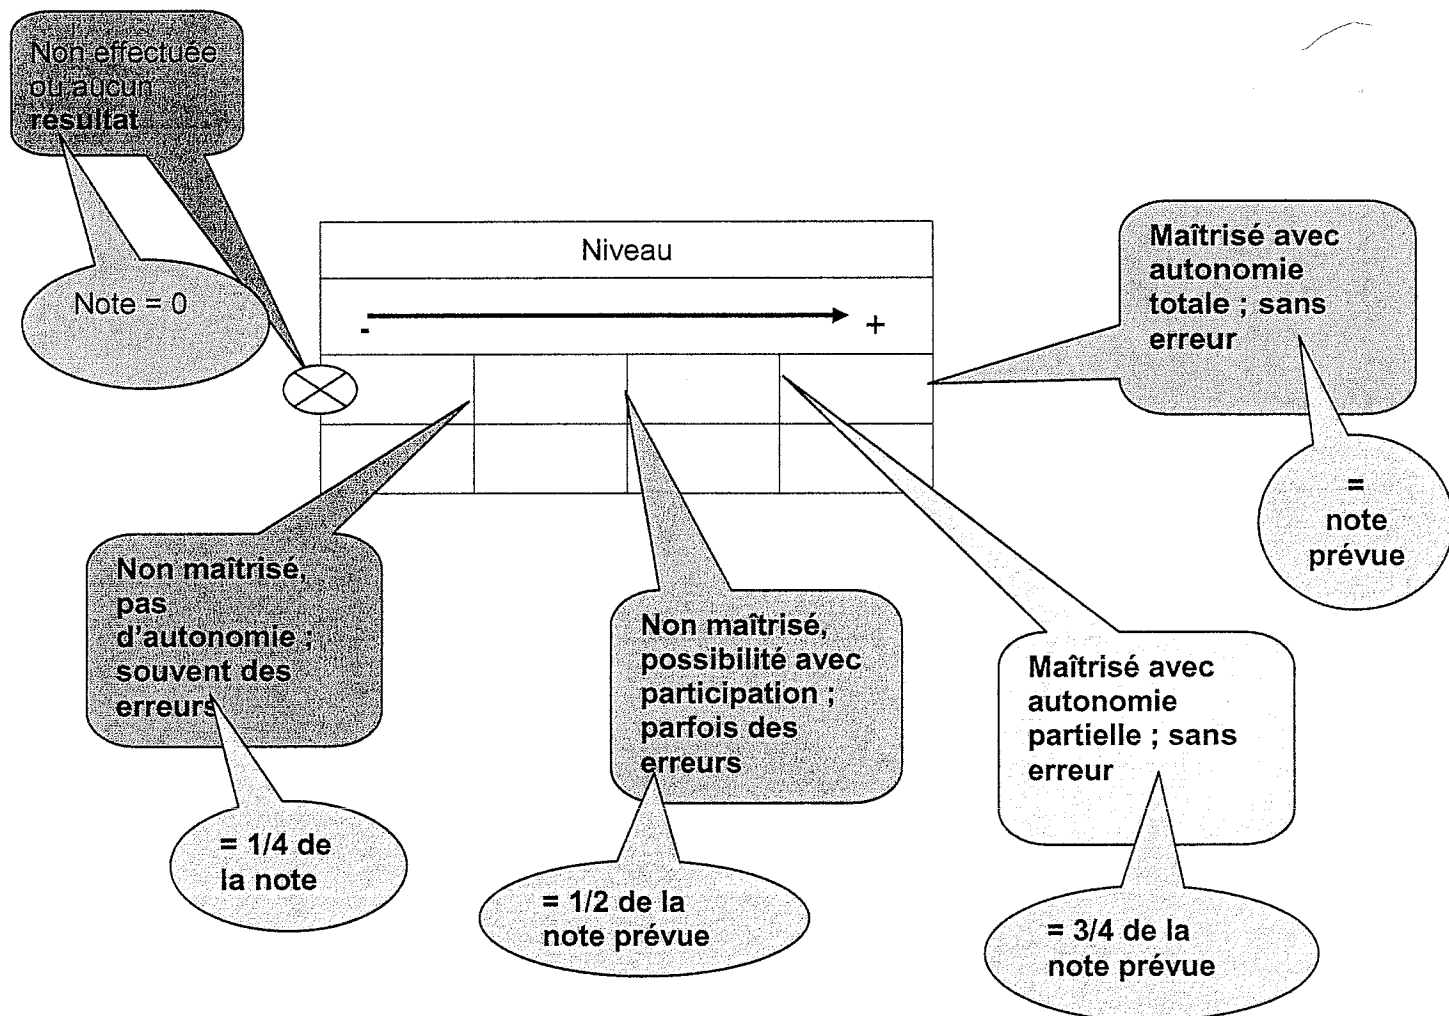 Non effectuée
ou aucun
résultat
Note = 0
Niveau
-
+
Maîtrisé avec
autonomie
totale ; sans
erreur
=
note
prévue
Non maîtrisé,
pas
d'autonomie ;
souvent des
erreurs
= 1/4 de
la note
Non maîtrisé,
possibilité avec
participation ;
parfois des
erreurs
= 1/2 de la
note prévue
Maîtrisé avec
autonomie
partielle ; sans
erreur
= 3/4 de la
note prévue